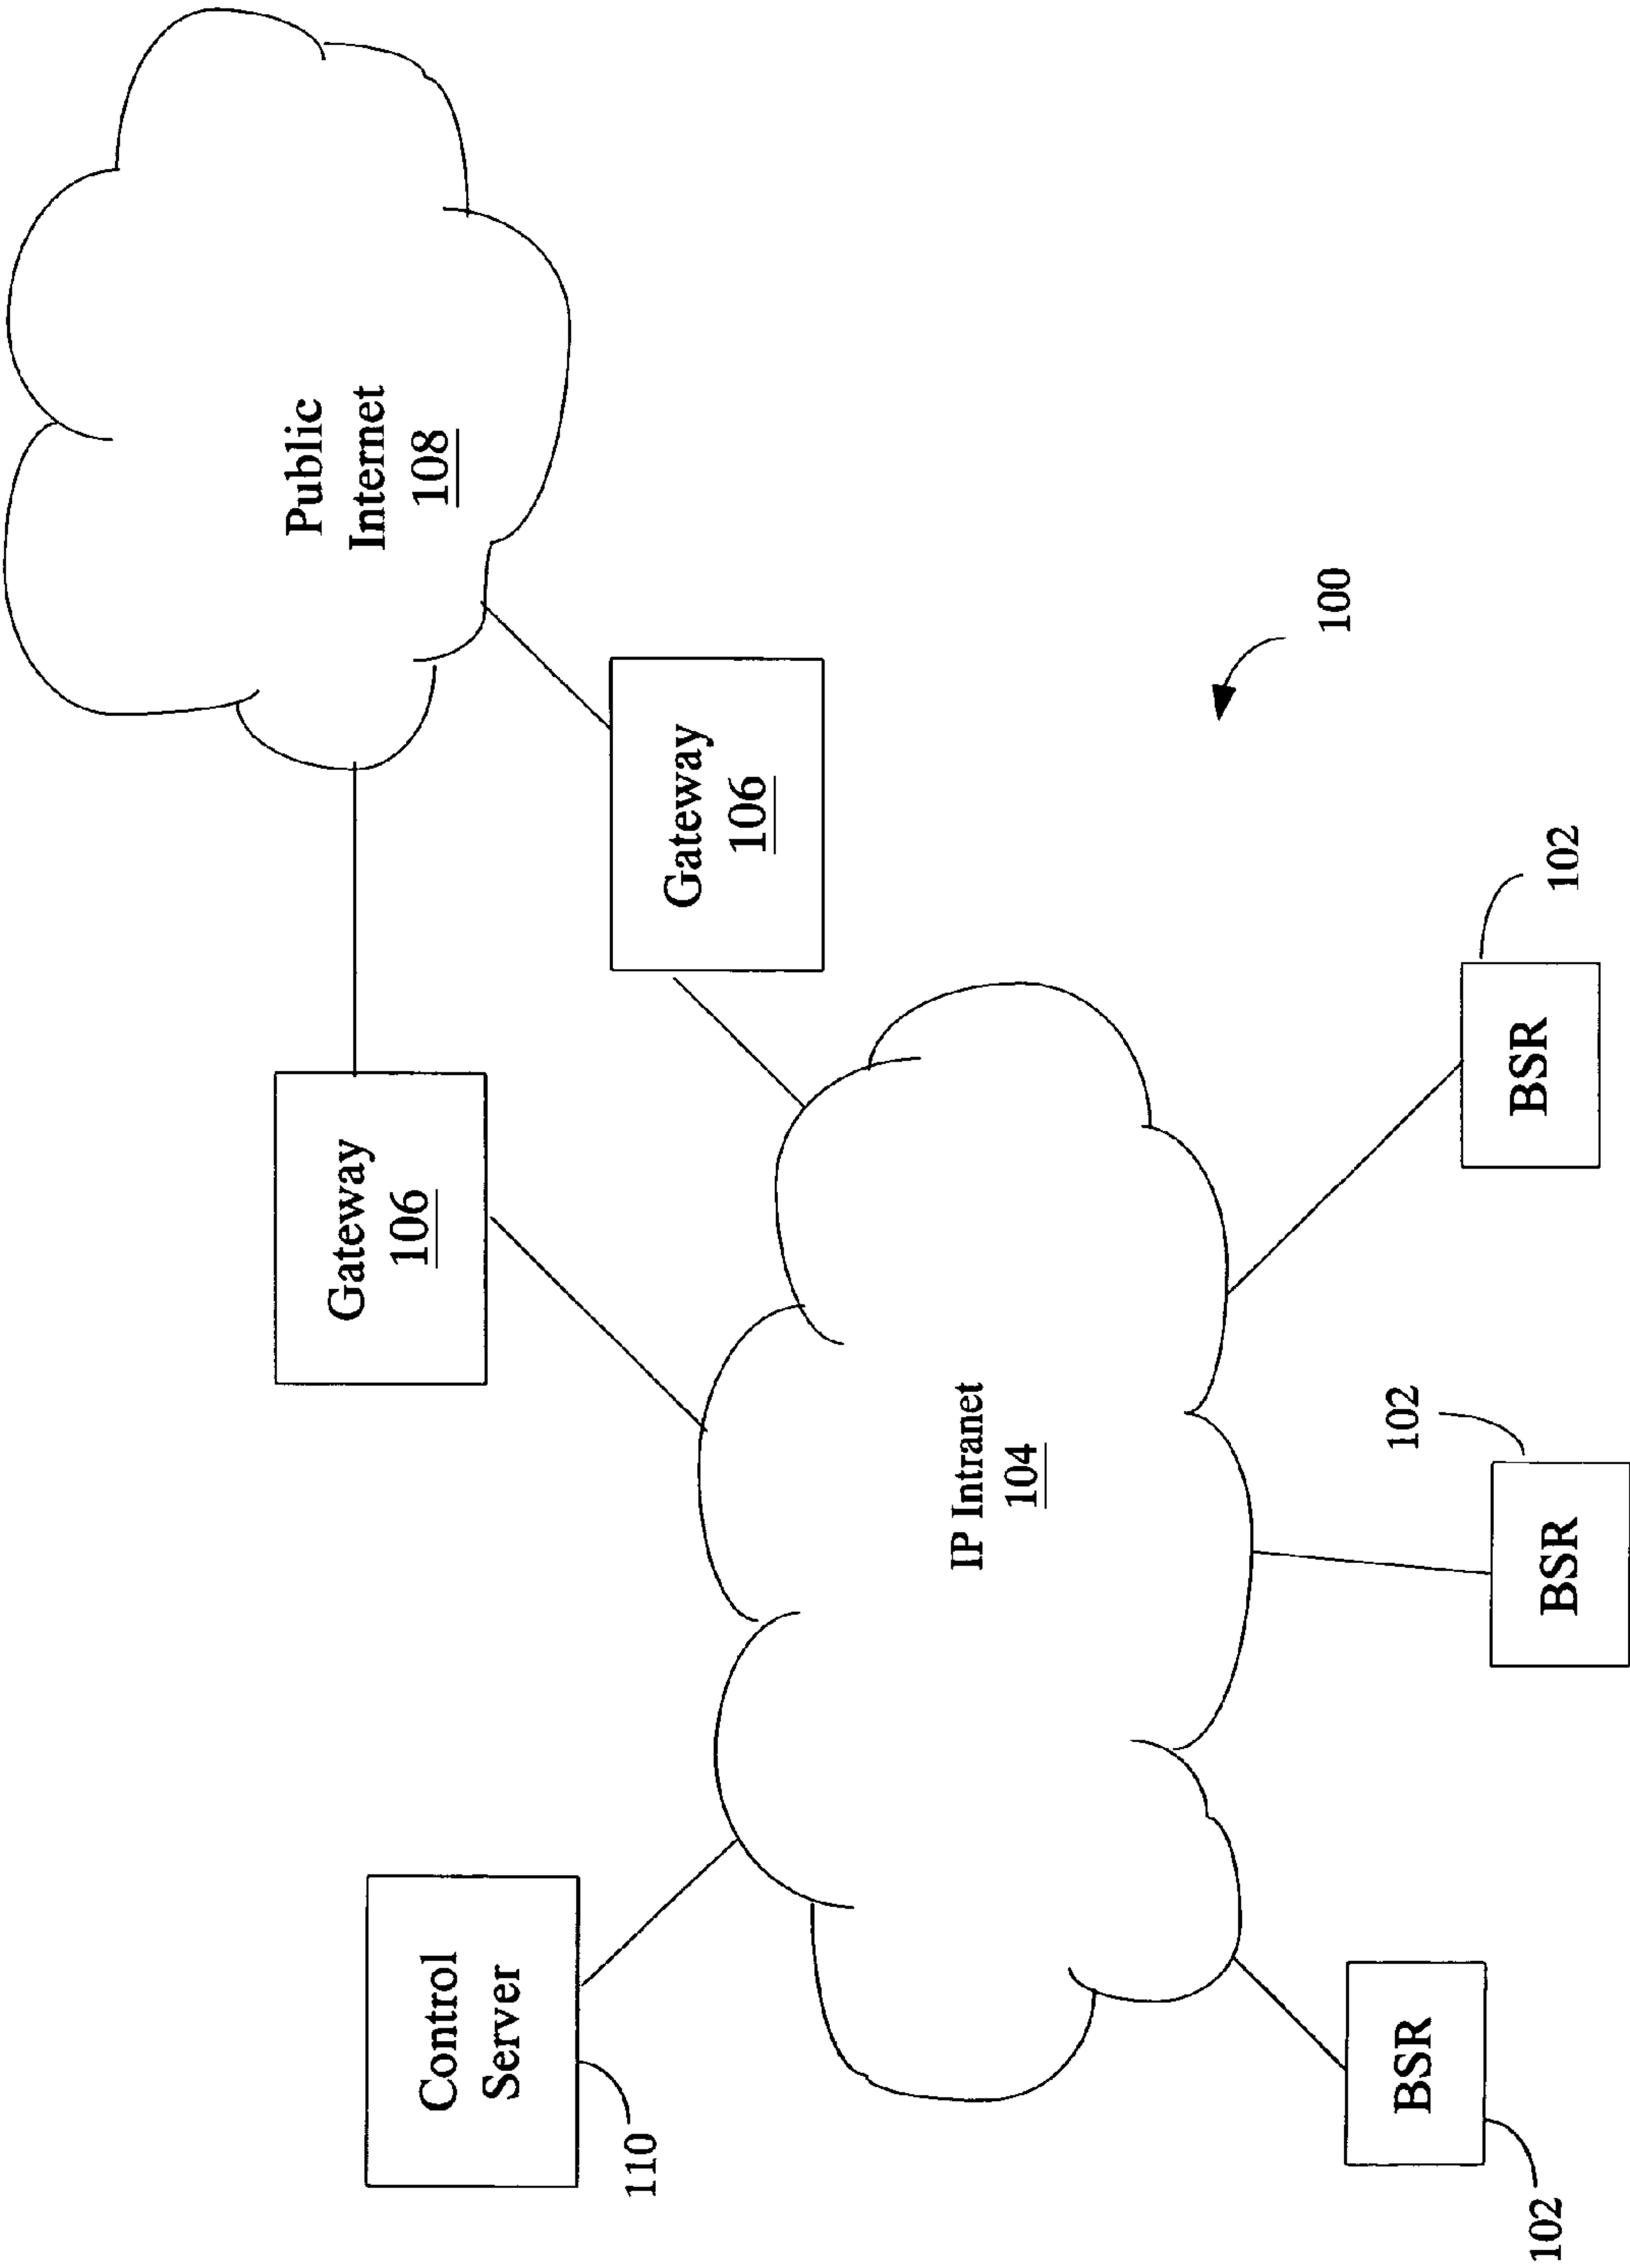 Public
Internet
108
Gateway
106
Gateway
106
Control
Server
110
IP Intranet
104
100
BSR
102
BSR
102
BSR
102